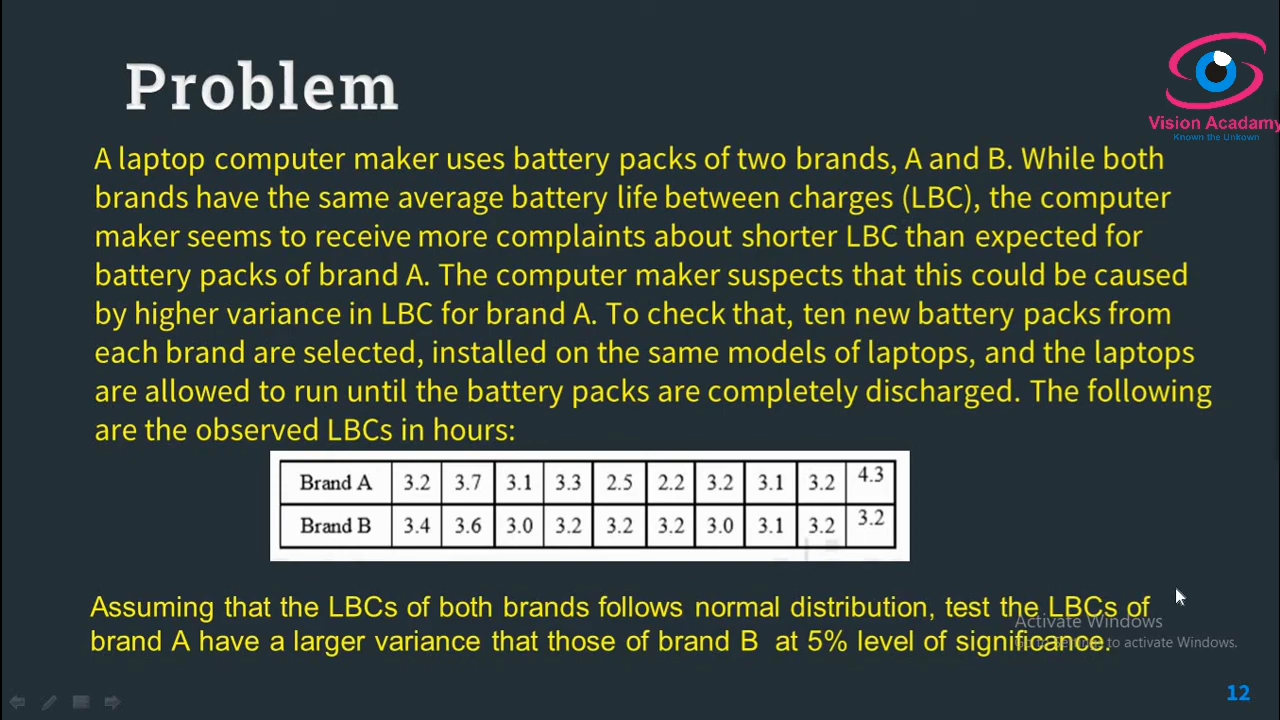 Problem
Vision Acadamy
Known the Unkown
A laptop computer maker uses battery packs of two brands, A and B. While both
brands have the same average battery life between charges (LBC), the computer
maker seems to receive more complaints about shorter LBC than expected for
battery packs of brand A. The computer maker suspects that this could be caused
by higher variance in LBC for brand A. To check that, ten new battery packs from
each brand are selected, installed on the same models of laptops, and the laptops
are allowed to run until the battery packs are completely discharged. The following
are the observed LBCs in hours:
Brand A 3.2 3.7 3.1 3.3 2.5 2.2 3.2 3.1 3.2 4.3
Brand B 3.4 3.6 3.0 3.2 3.2 3.2 3.0 3.1 3.2 3.2
Assuming that the LBCs of both brands follows normal distribution, test the LBCs of
brand A have a larger variance that those of brand B at 5% level of significance.
Activate Windows
Go to Settings to activate Windows.
12